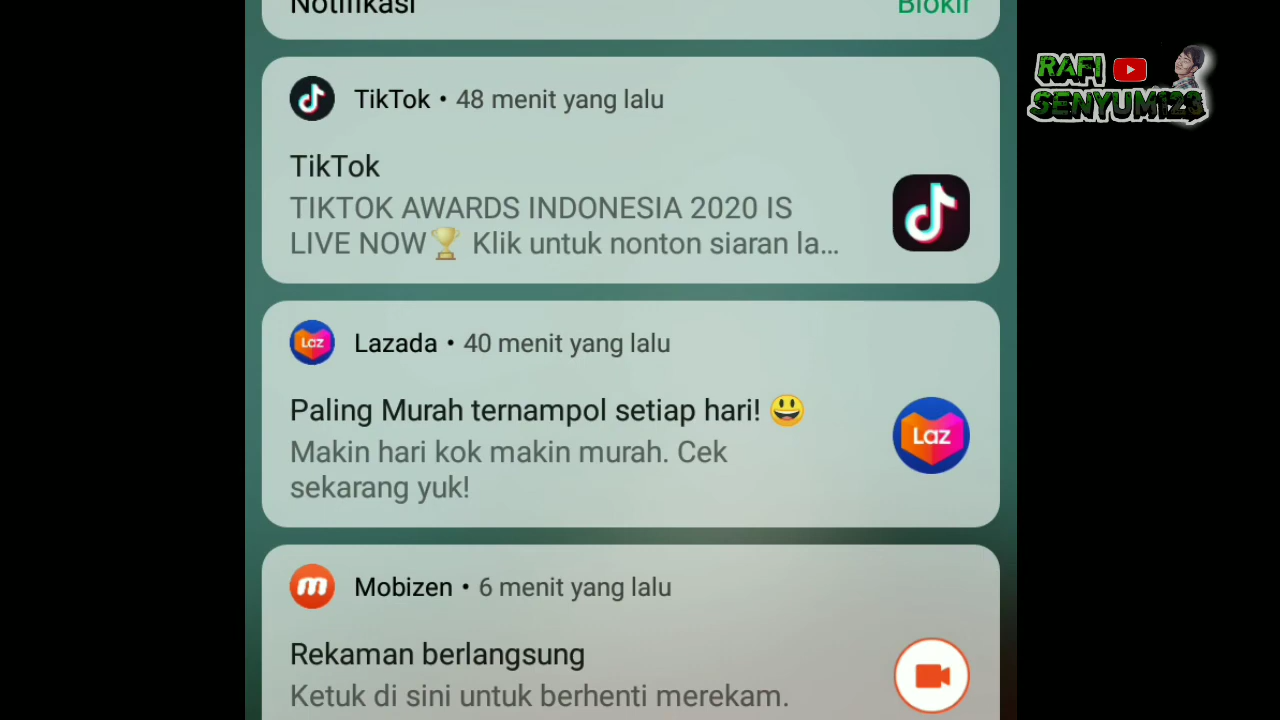 Notifikasi Blokir
RAFI
SENYUM123
TikTok • 48 menit yang lalu
TikTok
TIKTOK AWARDS INDONESIA 2020 IS
LIVE NOW🏆 Klik untuk nonton siaran la...
Laz Lazada • 40 menit yang lalu
Paling Murah ternampol setiap hari! 😃
Makin hari kok makin murah. Cek
sekarang yuk!
Laz
Mobizen • 6 menit yang lalu
Rekaman berlangsung
Ketuk di sini untuk berhenti merekam.